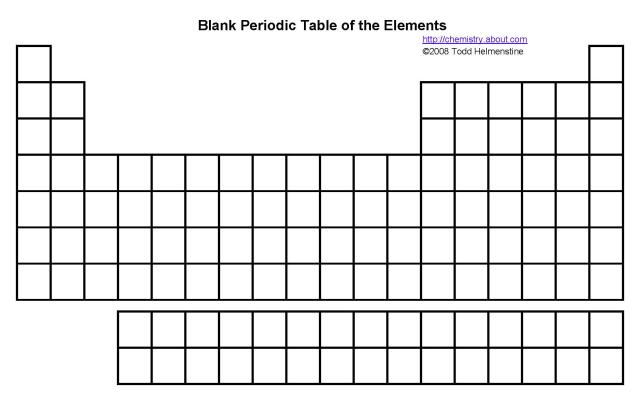 Blank Periodic Table of the Elements
http://chemistry.about.com
©2008 Todd Helmenstine